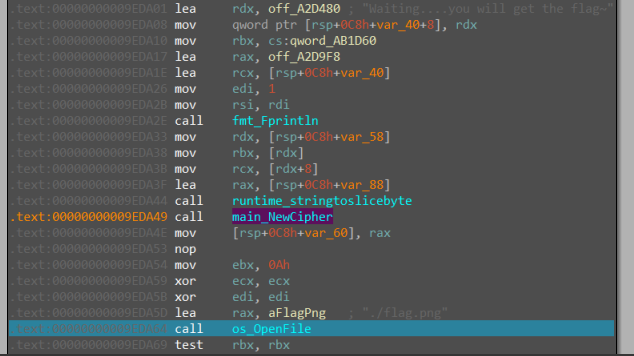 .text:00000000009EDA01 lea rdx, off_A2D480 ; "Waiting....you will get the flag~"
.text:00000000009EDA08 mov qword ptr [rsp+0C8h+var_40+8], rdx
.text:00000000009EDA10 mov rbx, cs:qword_AB1D60
.text:00000000009EDA17 lea rax, off_A2D9F8
.text:00000000009EDA1E lea rcx, [rsp+0C8h+var_40]
.text:00000000009EDA26 mov edi, 1
.text:00000000009EDA2B mov rsi, rdi
.text:00000000009EDA2E call fmt_Fprintln
.text:00000000009EDA33 mov rdx, [rsp+0C8h+var_58]
.text:00000000009EDA38 mov rbx, [rdx]
.text:00000000009EDA3B mov rcx, [rdx+8]
.text:00000000009EDA3F lea rax, [rsp+0C8h+var_88]
.text:00000000009EDA44 call runtime_stringtoslicebyte
.text:00000000009EDA49 call main_NewCipher
.text:00000000009EDA4E mov [rsp+0C8h+var_60], rax
.text:00000000009EDA53 nop
.text:00000000009EDA54 mov ebx, 0Ah
.text:00000000009EDA59 xor ecx, ecx
.text:00000000009EDA5B xor edi, edi
.text:00000000009EDA5D lea rax, aFlagPng ; "./flag.png"
.text:00000000009EDA64 call os_OpenFile
.text:00000000009EDA69 test rbx, rbx